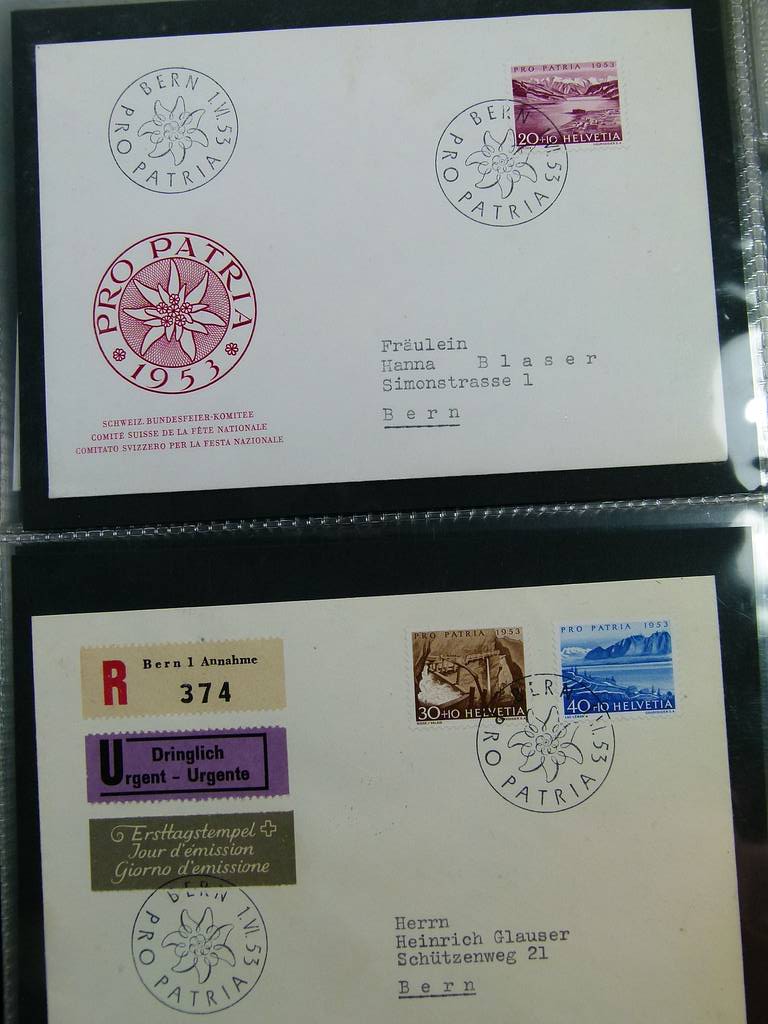 BERN 1.VI.53
PRO PATRIA
PRO PATRIA 1953
20+10 HELVETIA
BERN 1.VI.53
PRO PATRIA
PRO PATRIA
1953
SCHWEIZ. BUNDESFEIER-KOMITEE
COMITÉ SUISSE DE LA FÊTE NATIONALE
COMITATO SVIZZERO PER LA FESTA NAZIONALE
Fräulein
Hanna Blaser
Simonstrasse 1
Bern
R Bern 1 Annahme
374
U Dringlich
Urgent - Urgente
Ersttagstempel
Jour d'émission
Giorno d'emissione
BERN 1.VI.53
PRO PATRIA
PRO PATRIA 1953
30+10 HELVETIA
PRO PATRIA 1953
40+10 HELVETIA
BERN 1.VI.53
PRO PATRIA
Herrn
Heinrich Glauser
Schützenweg 21
Bern